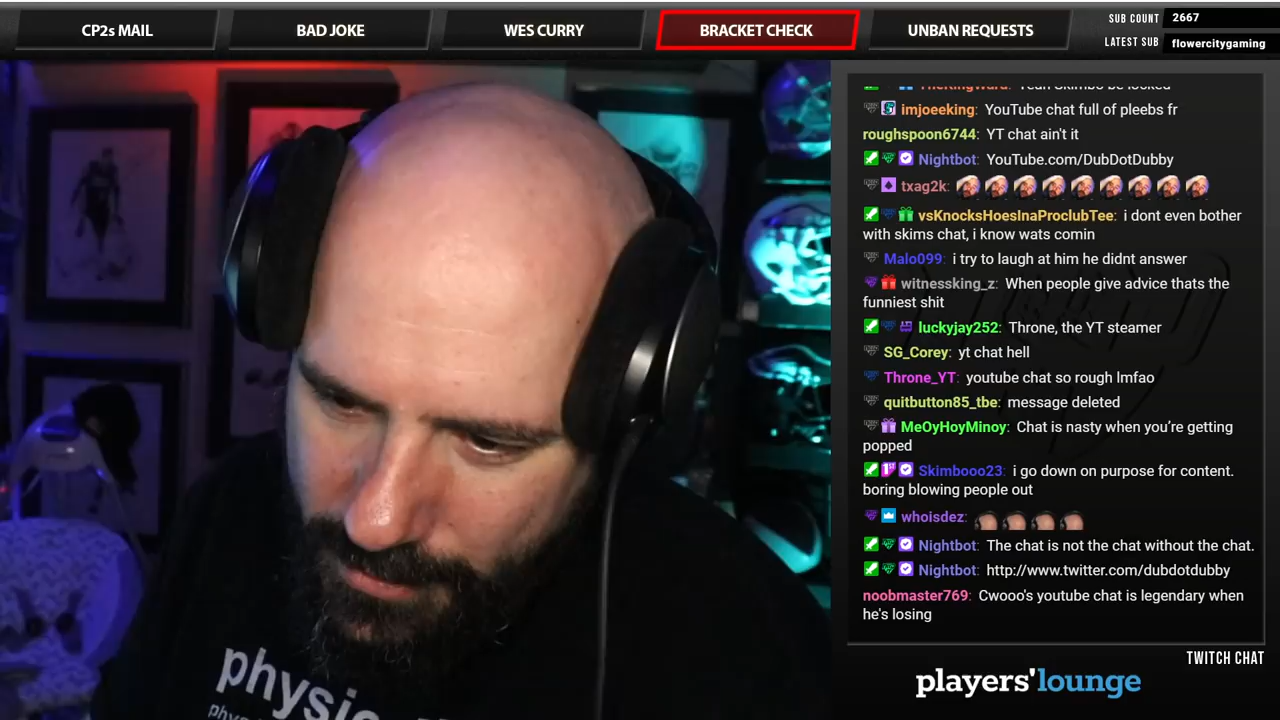 CP2s MAIL
BAD JOKE
WES CURRY
BRACKET CHECK
UNBAN REQUESTS
SUB COUNT 2667
LATEST SUB flowercitygaming
imjoeeking: YouTube chat full of pleebs fr
roughspoon6744: YT chat ain't it
Nightbot: YouTube.com/DubDotDubby
txag2k:
vsKnocksHoesInaProclubTee: i dont even bother
with skims chat, i know wats comin
Malo099: i try to laugh at him he didnt answer
witnessking_z: When people give advice thats the
funniest shit
luckyjay252: Throne, the YT steamer
SG_Corey: yt chat hell
Throne_YT: youtube chat so rough lmfao
quitbutton85_tbe: message deleted
MeOyHoyMinoy: Chat is nasty when you’re getting
popped
Skimbooo23: i go down on purpose for content.
boring blowing people out
whoisdez:
Nightbot: The chat is not the chat without the chat.
Nightbot: http://www.twitter.com/dubdotdubby
noobmaster769: Cwooo's youtube chat is legendary when
he's losing
TWITCH CHAT
players'lounge
physic